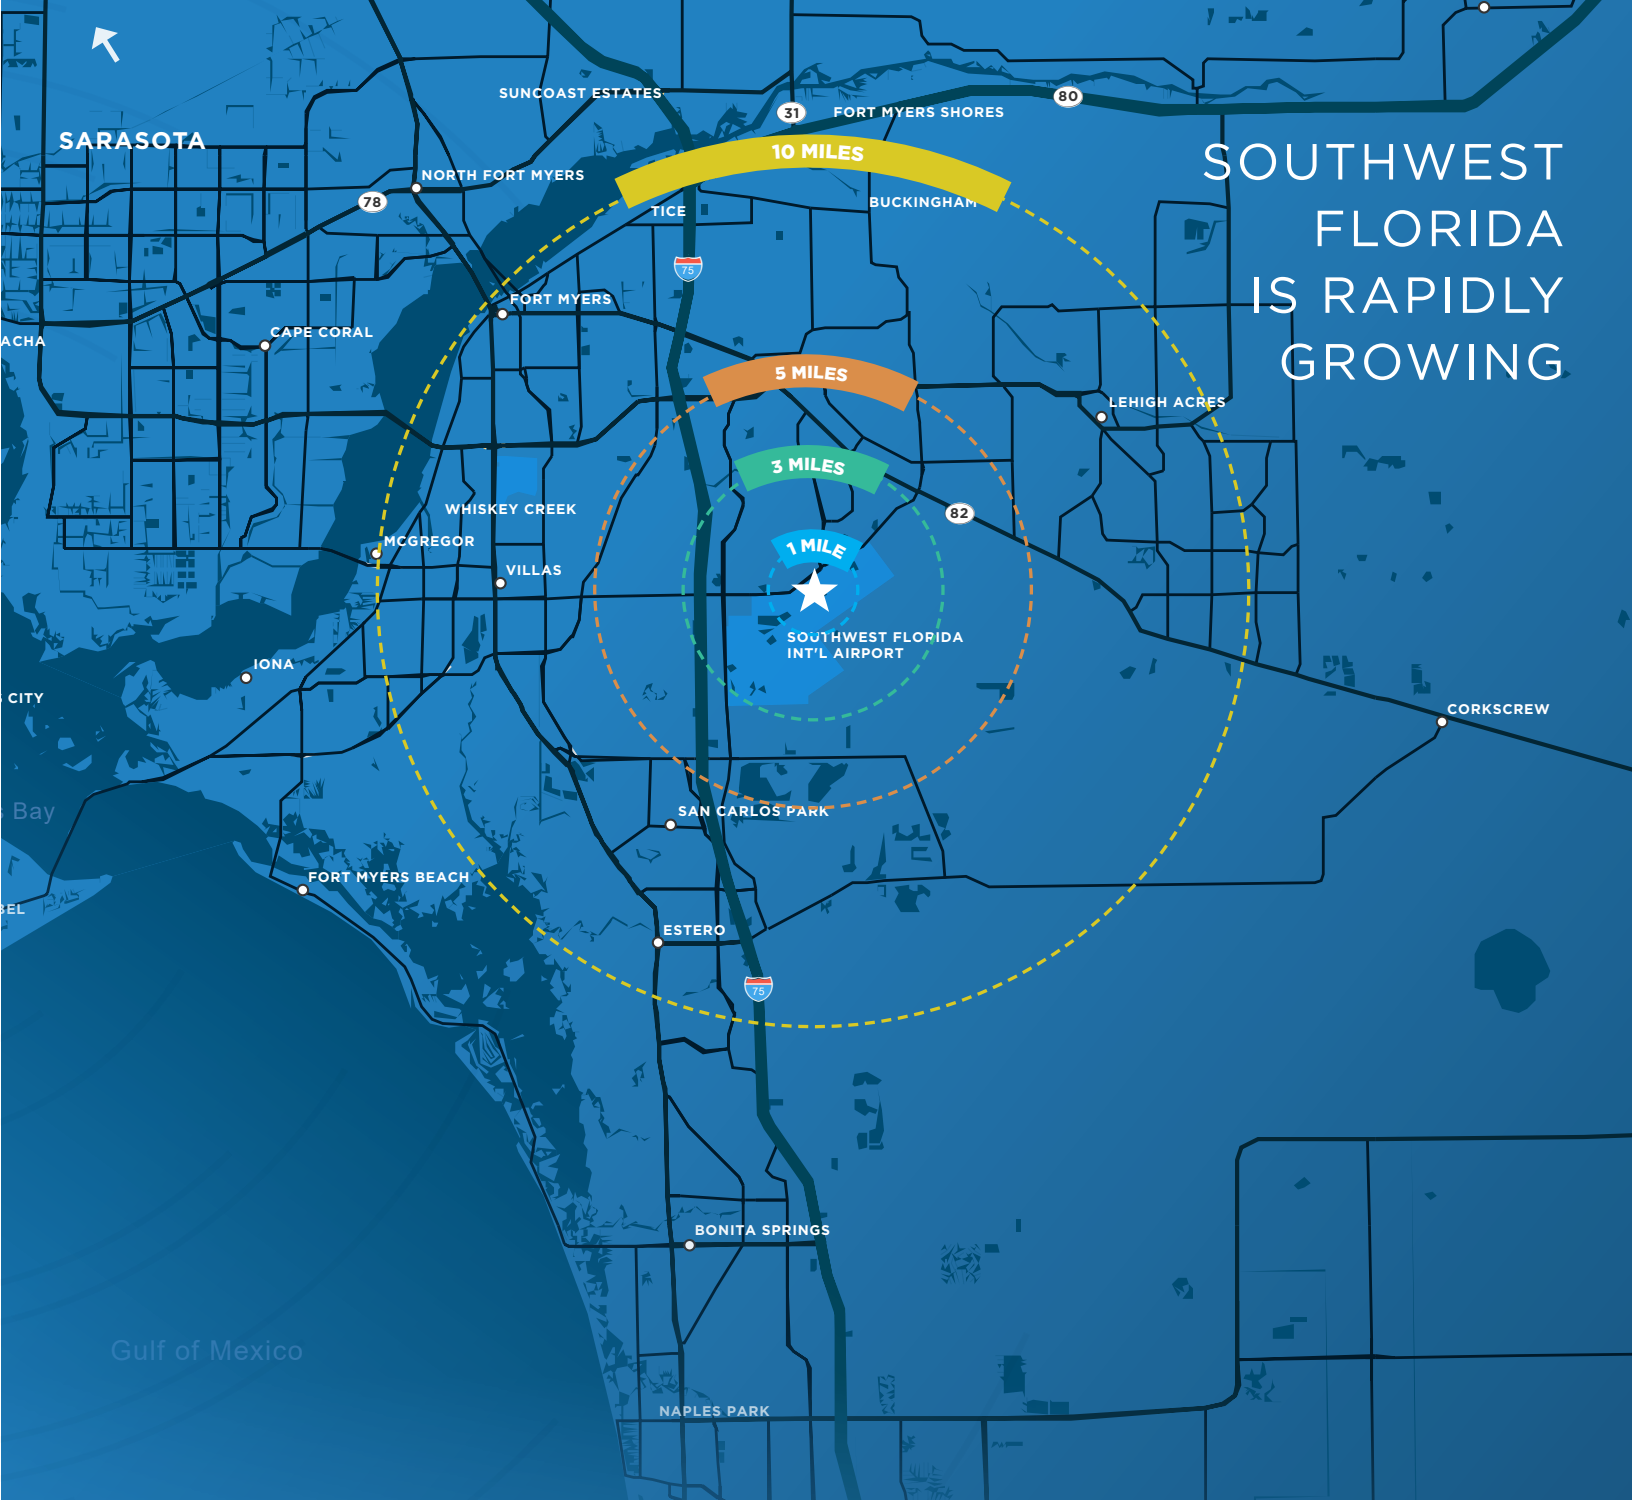 SUNCOAST ESTATES
80
31
FORT MYERS SHORES
SARASOTA
10 MILES
SOUTHWEST
FLORIDA
IS RAPIDLY
GROWING
NORTH FORT MYERS
78
TICE
BUCKINGHAM
75
FORT MYERS
CAPE CORAL
ACHA
5 MILES
LEHIGH ACRES
3 MILES
WHISKEY CREEK
82
MCGREGOR
1 MILE
VILLAS
SOUTHWEST FLORIDA
INT'L AIRPORT
IONA
CITY
CORKSCREW
s Bay
SAN CARLOS PARK
FORT MYERS BEACH
BEL
ESTERO
75
BONITA SPRINGS
Gulf of Mexico
NAPLES PARK